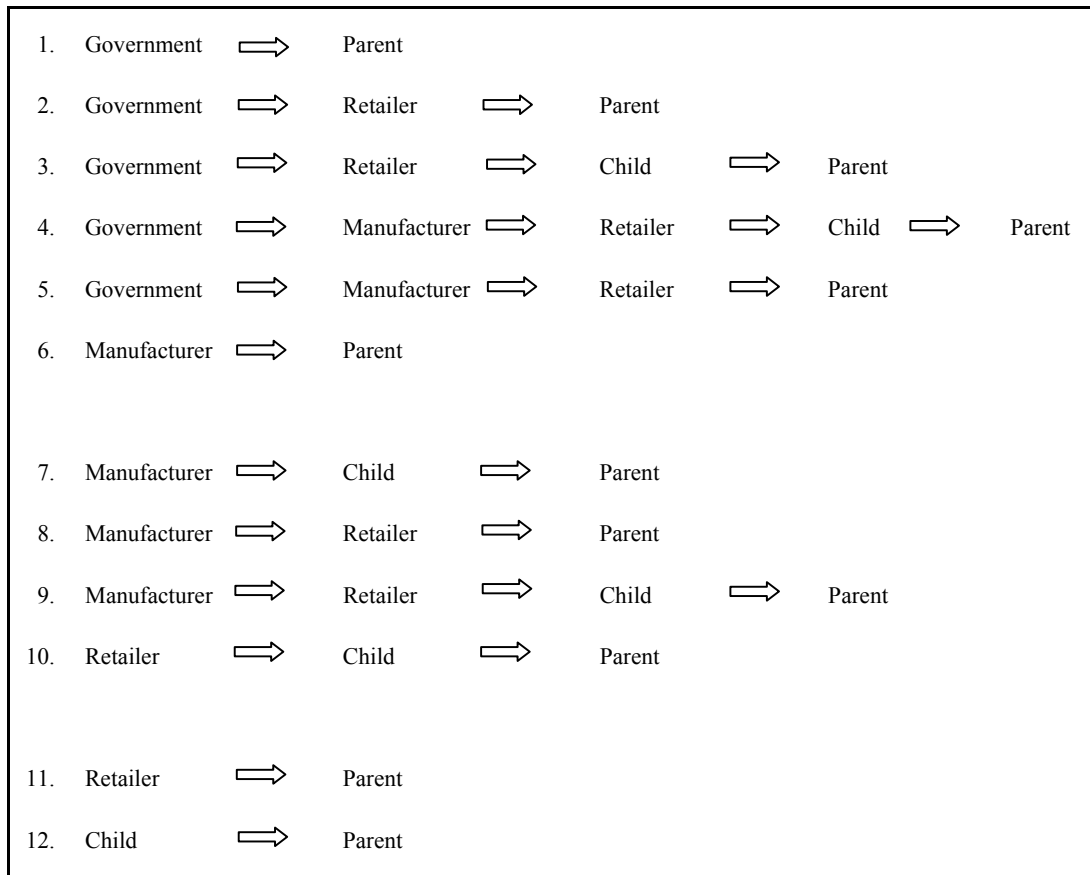 1. Government Parent
2. Government Retailer Parent
3. Government Retailer Child Parent
4. Government Manufacturer Retailer Child Parent
5. Government Manufacturer Retailer Parent
6. Manufacturer Parent
7. Manufacturer Child Parent
8. Manufacturer Retailer Parent
9. Manufacturer Retailer Child Parent
10. Retailer Child Parent
11. Retailer Parent
12. Child Parent